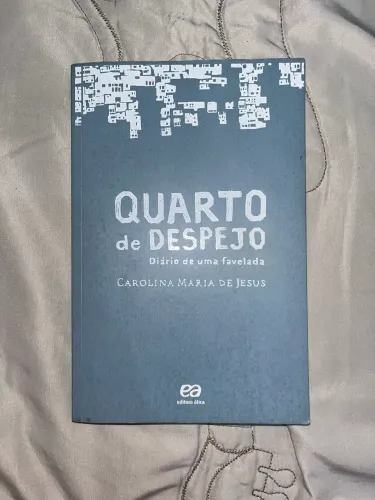 QUARTO
de DESPEJO
Diário de uma favelada
CAROLINA MARIA DE JESUS
ea
editora ática